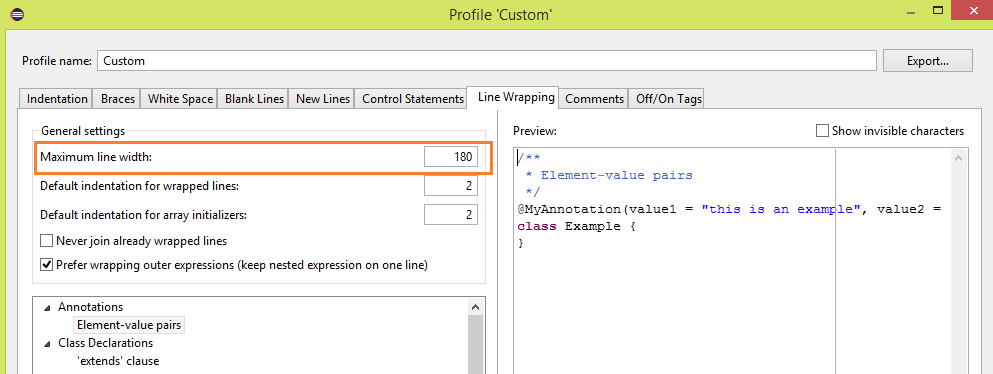 Profile 'Custom'
Profile name: Custom Export...
Indentation Braces White Space Blank Lines New Lines Control Statements Line Wrapping Comments Off/On Tags
General settings
Maximum line width: 180
Default indentation for wrapped lines: 2
Default indentation for array initializers: 2
Never join already wrapped lines
Prefer wrapping outer expressions (keep nested expression on one line)
Annotations
Element-value pairs
Class Declarations
'extends' clause
Preview: Show invisible characters
/**
 * Element-value pairs
 */
@MyAnnotation(value1 = "this is an example", value2 =
class Example {
}